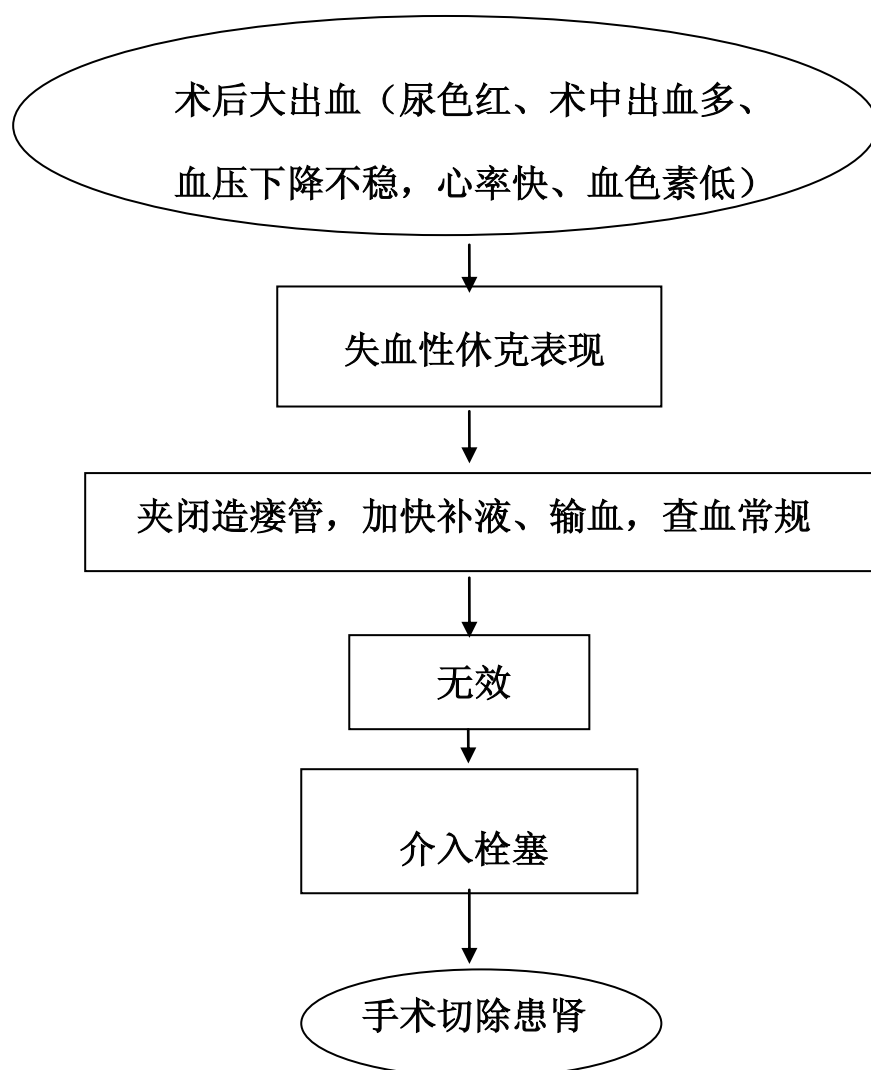 术后大出血（尿色红、术中出血多、
血压下降不稳，心率快、血色素低）
失血性休克表现
夹闭造瘘管，加快补液、输血，查血常规
无效
介入栓塞
手术切除患肾